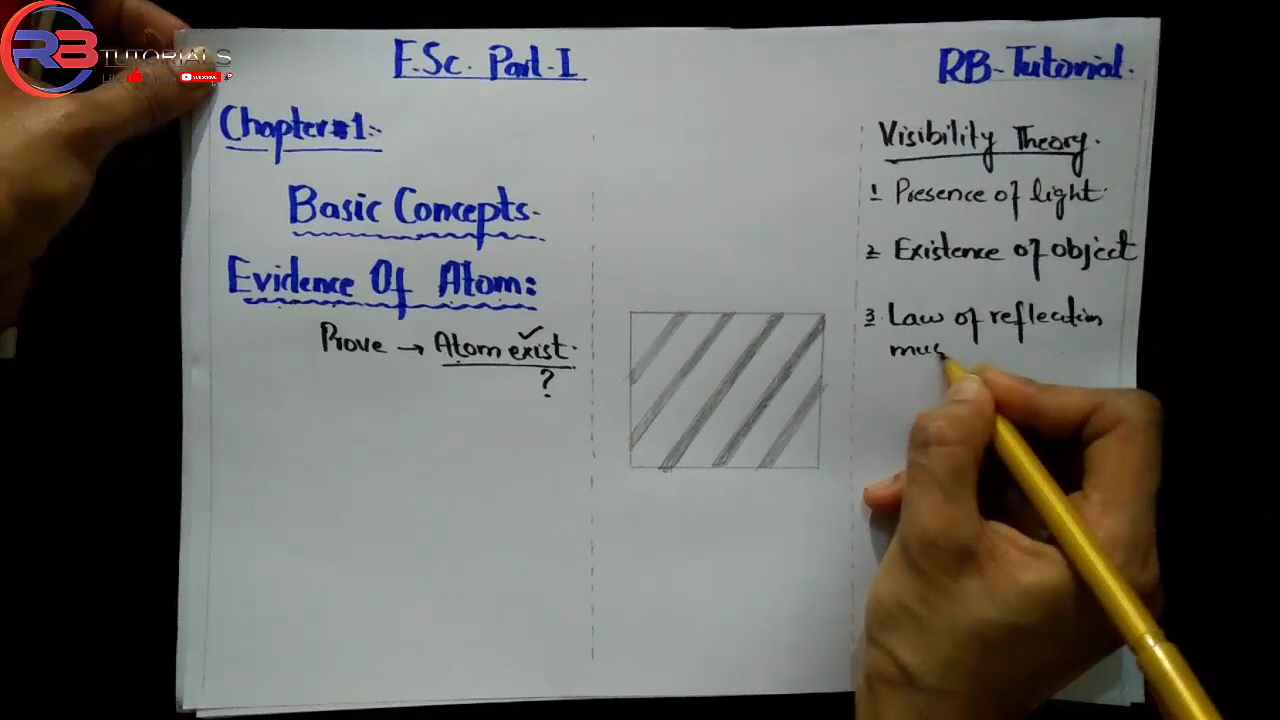 RB TUTORIALS
F.Sc. Part-I
RB-Tutorial.
Chapter#1:-
Basic Concepts.
Evidence Of Atom:
Prove → Atom exist.
?
Visibility Theory.
1 Presence of light.
2 Existence of object
3 Law of reflection
mus